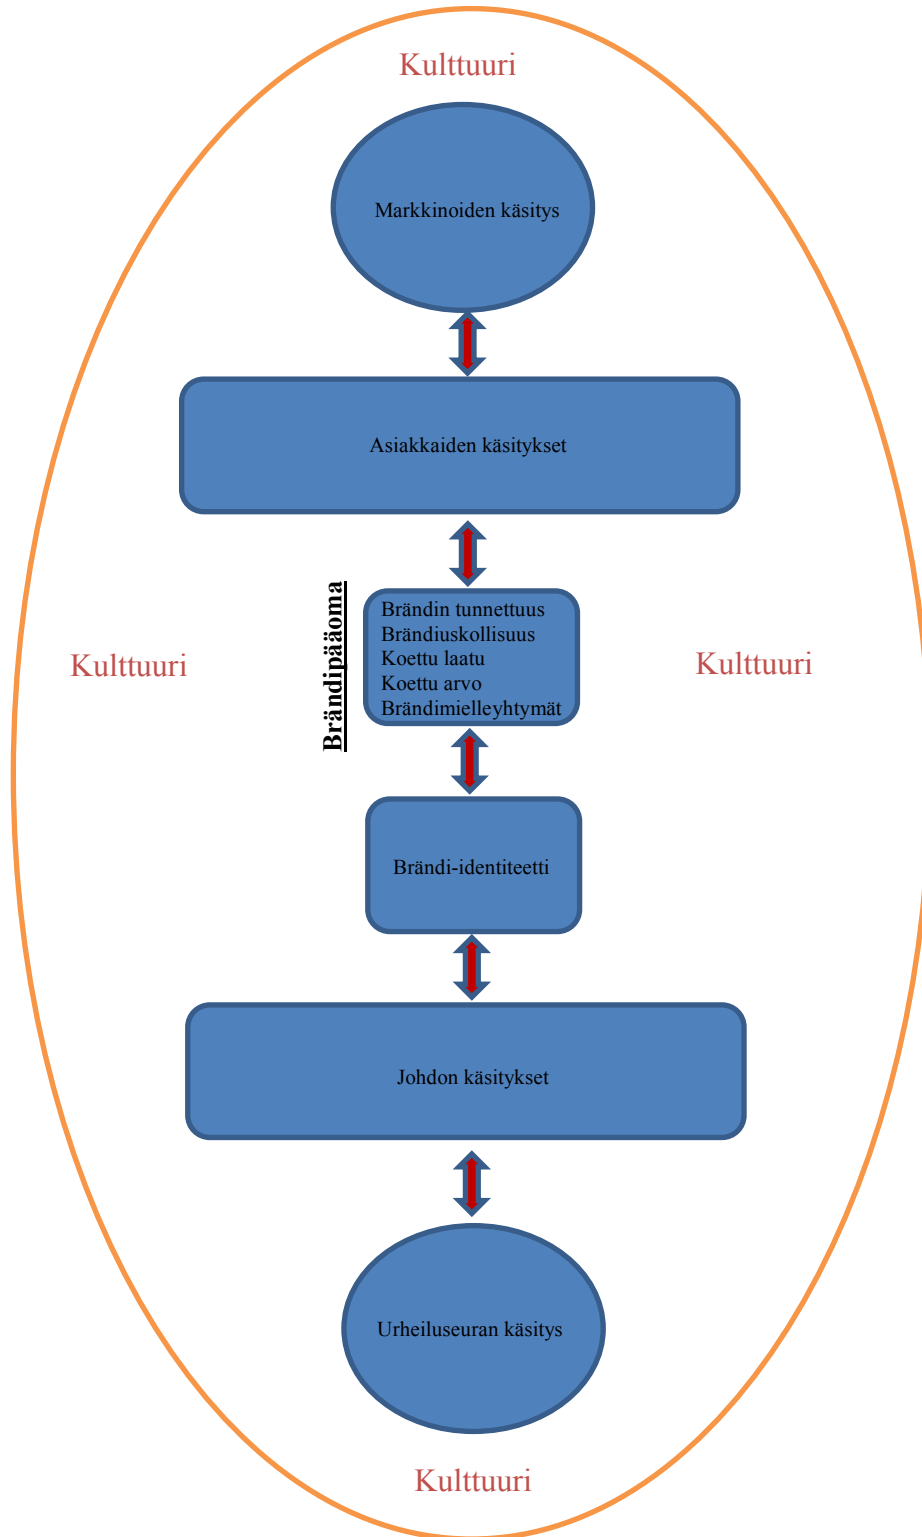 Kulttuuri
Markkinoiden käsitys
Asiakkaiden käsitykset
Brändipääoma
Brändin tunnettuus
Brändiuskollisuus
Koettu laatu
Koettu arvo
Brändimielleyhtymät
Kulttuuri
Kulttuuri
Brändi-identiteetti
Johdon käsitykset
Urheiluseuran käsitys
Kulttuuri